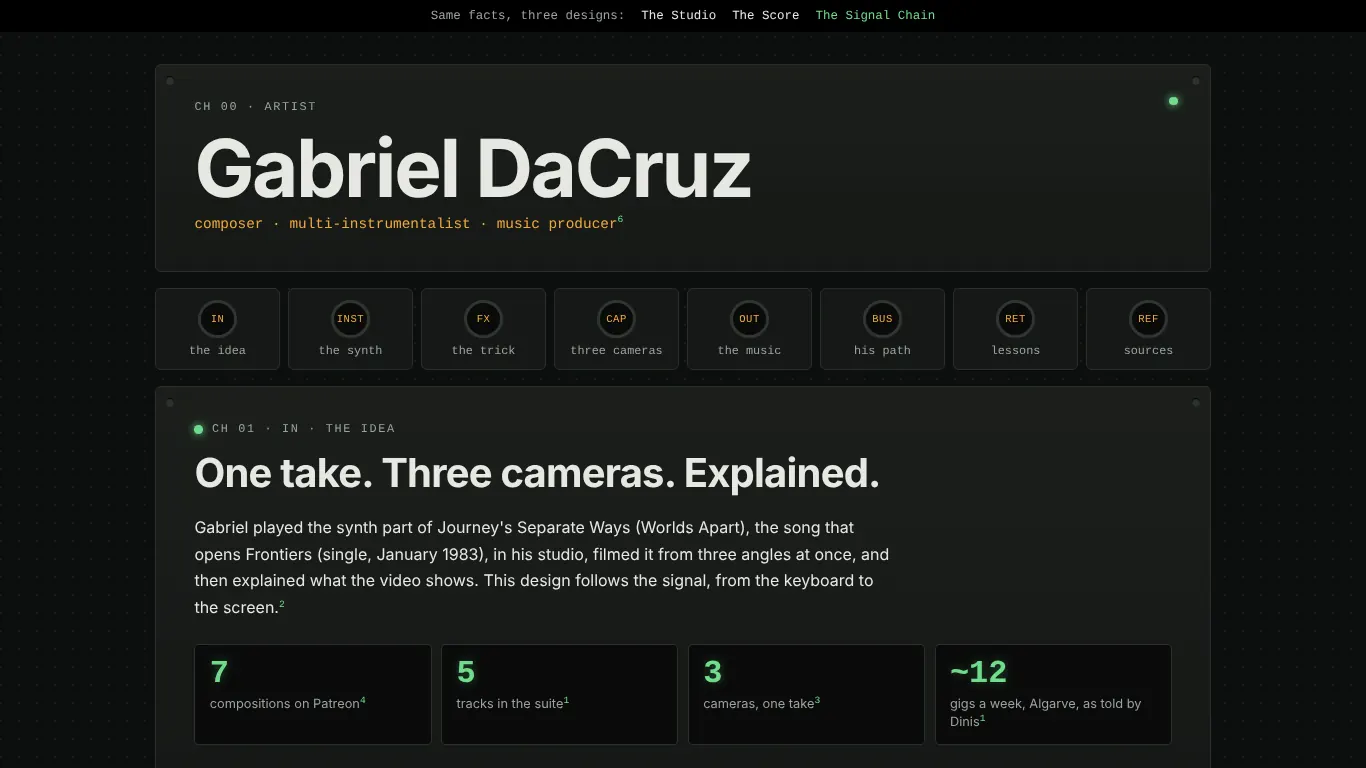 Same facts, three designs: The Studio The Score The Signal Chain
CH 00 · ARTIST
Gabriel DaCruz
composer · multi-instrumentalist · music producer6
IN
the idea
INST
the synth
FX
the trick
CAP
three cameras
OUT
the music
BUS
his path
RET
lessons
REF
sources
CH 01 · IN · THE IDEA
One take. Three cameras. Explained.
Gabriel played the synth part of Journey's Separate Ways (Worlds Apart), the song that
opens Frontiers (single, January 1983), in his studio, filmed it from three angles at once, and
then explained what the video shows. This design follows the signal, from the keyboard to
the screen.2
7
compositions on Patreon4
5
tracks in the suite1
3
cameras, one take3
~12
gigs a week, Algarve, as told by
Dinis1